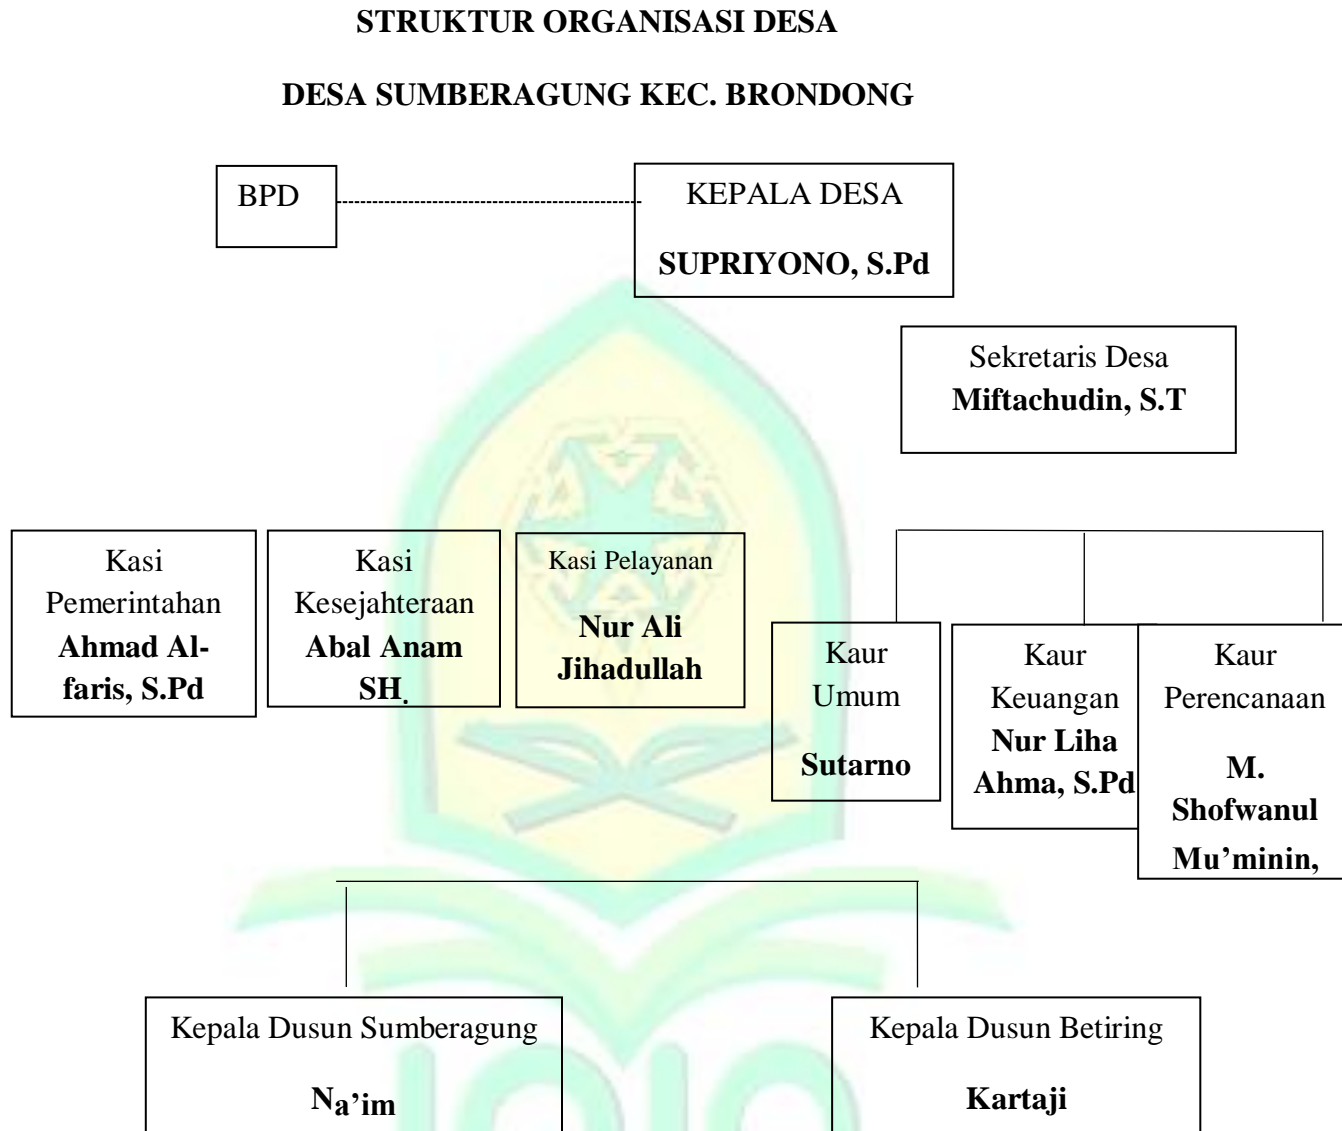 STRUKTUR ORGANISASI DESA
DESA SUMBERAGUNG KEC. BRONDONG
BPD
KEPALA DESA
SUPRIYONO, S.Pd
Sekretaris Desa
Miftachudin, S.T
Kasi
Pemerintahan
Ahmad Al-
faris, S.Pd
Kasi
Kesejahteraan
Abal Anam
SH.
Kasi Pelayanan
Nur Ali
Jihadullah
Kaur
Umum
Sutarno
Kaur
Keuangan
Nur Liha
Ahma, S.Pd
Kaur
Perencanaan
M.
Shofwanul
Mu’minin,
Kepala Dusun Sumberagung
Na’im
Kepala Dusun Betiring
Kartaji